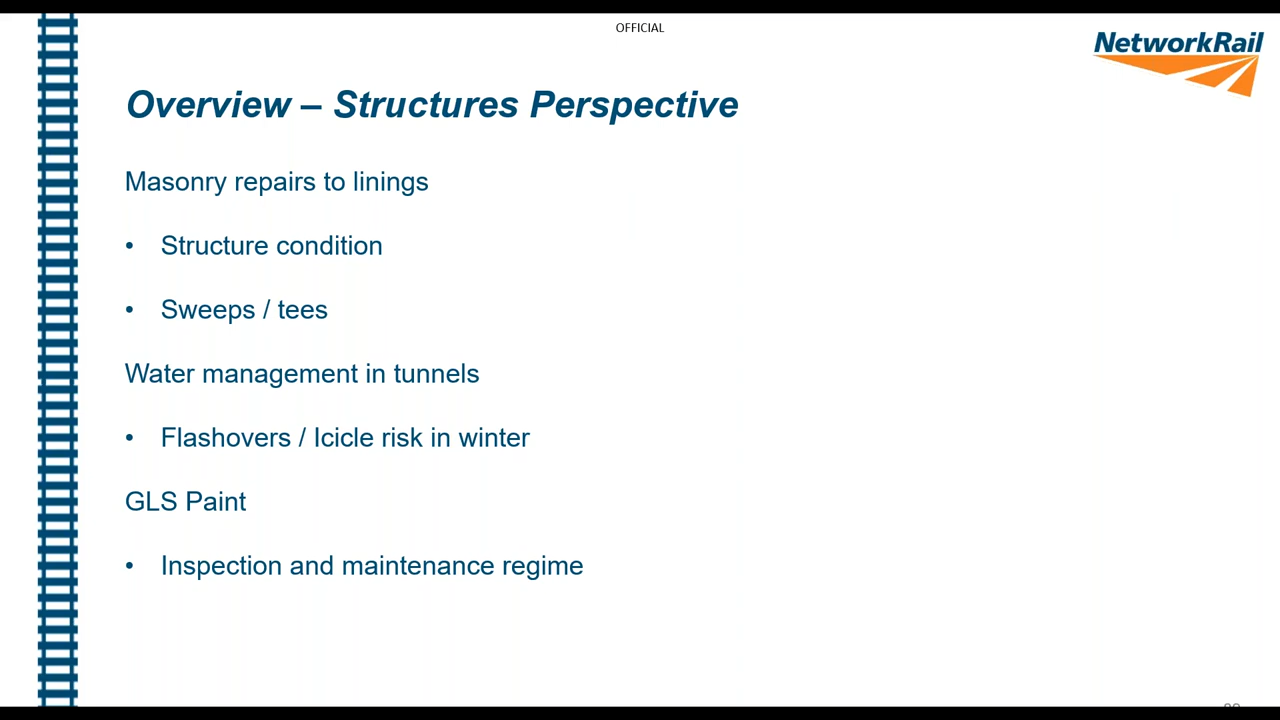 OFFICIAL
NetworkRail
Overview – Structures Perspective
Masonry repairs to linings
• Structure condition
• Sweeps / tees
Water management in tunnels
• Flashovers / Icicle risk in winter
GLS Paint
• Inspection and maintenance regime